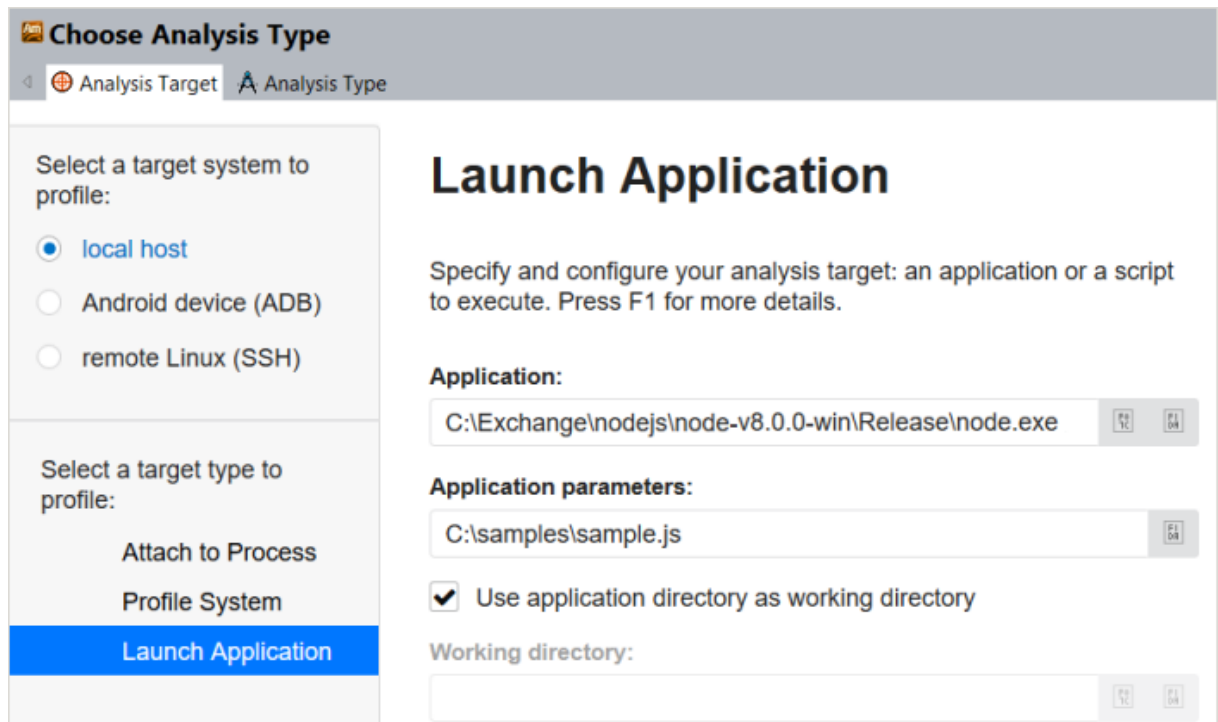 Choose Analysis Type
Analysis Target
Analysis Type
Select a target system to
profile:
local host
Android device (ADB)
remote Linux (SSH)
Select a target type to
profile:
Attach to Process
Profile System
Launch Application
Launch Application
Specify and configure your analysis target: an application or a script
to execute. Press F1 for more details.
Application:
C:\Exchange\nodejs\node-v8.0.0-win\Release\node.exe
Application parameters:
C:\samples\sample.js
Use application directory as working directory
Working directory: